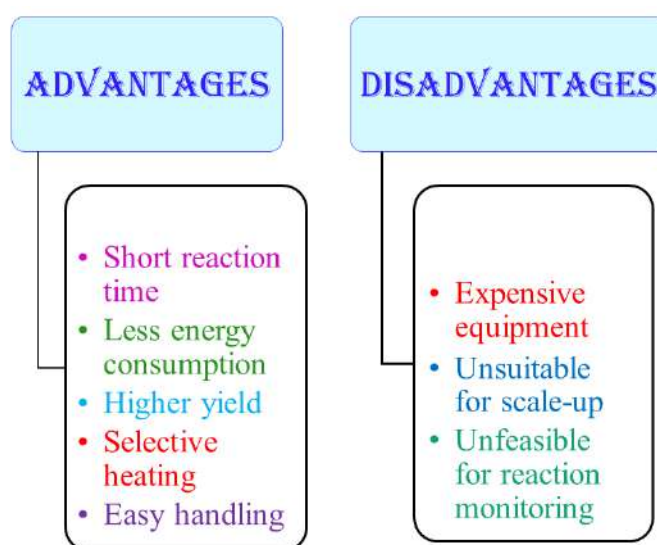 ADVANTAGES
• Short reaction
time
• Less energy
consumption
• Higher yield
• Selective
heating
• Easy handling
DISADVANTAGES
• Expensive
equipment
• Unsuitable
for scale-up
• Unfeasible
for reaction
monitoring